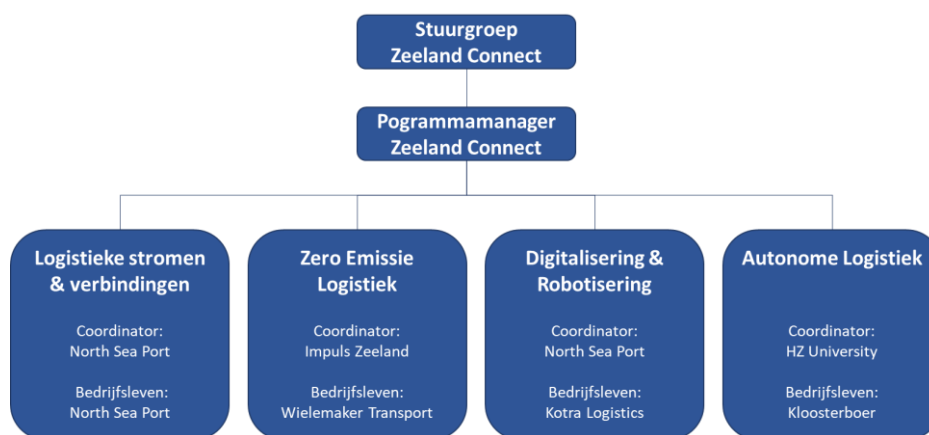 Stuurgroep
Zeeland Connect
Pogrammamanager
Zeeland Connect
Logistieke stromen
& verbindingen
Coordinator:
North Sea Port
Bedrijfsleven:
North Sea Port
Zero Emissie
Logistiek
Coordinator:
Impuls Zeeland
Bedrijfsleven:
Wielemaker Transport
Digitalisering &
Robotisering
Coordinator:
North Sea Port
Bedrijfsleven:
Kotra Logistics
Autonome Logistiek
Coordinator:
HZ University
Bedrijfsleven:
Kloosterboer